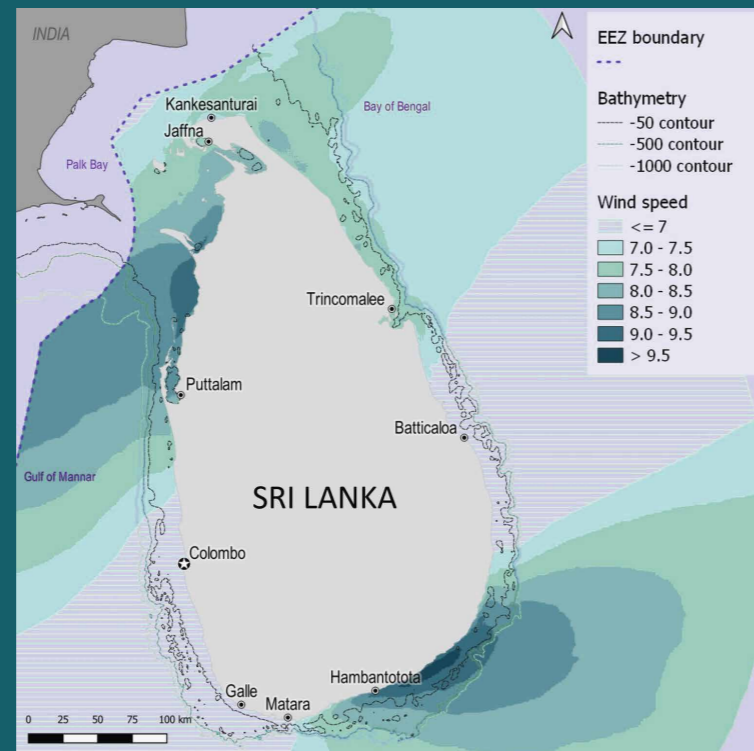 INDIA
Kankesanturai
Jaffna
Bay of Bengal
Palk Bay
Trincomalee
Puttalam
Batticaloa
Gulf of Mannar
SRI LANKA
Colombo
Hambantotota
Galle
Matara
0 25 50 75 100 km
EEZ boundary
Bathymetry
-50 contour
-500 contour
-1000 contour
Wind speed
<= 7
7.0 - 7.5
7.5 - 8.0
8.0 - 8.5
8.5 - 9.0
9.0 - 9.5
> 9.5